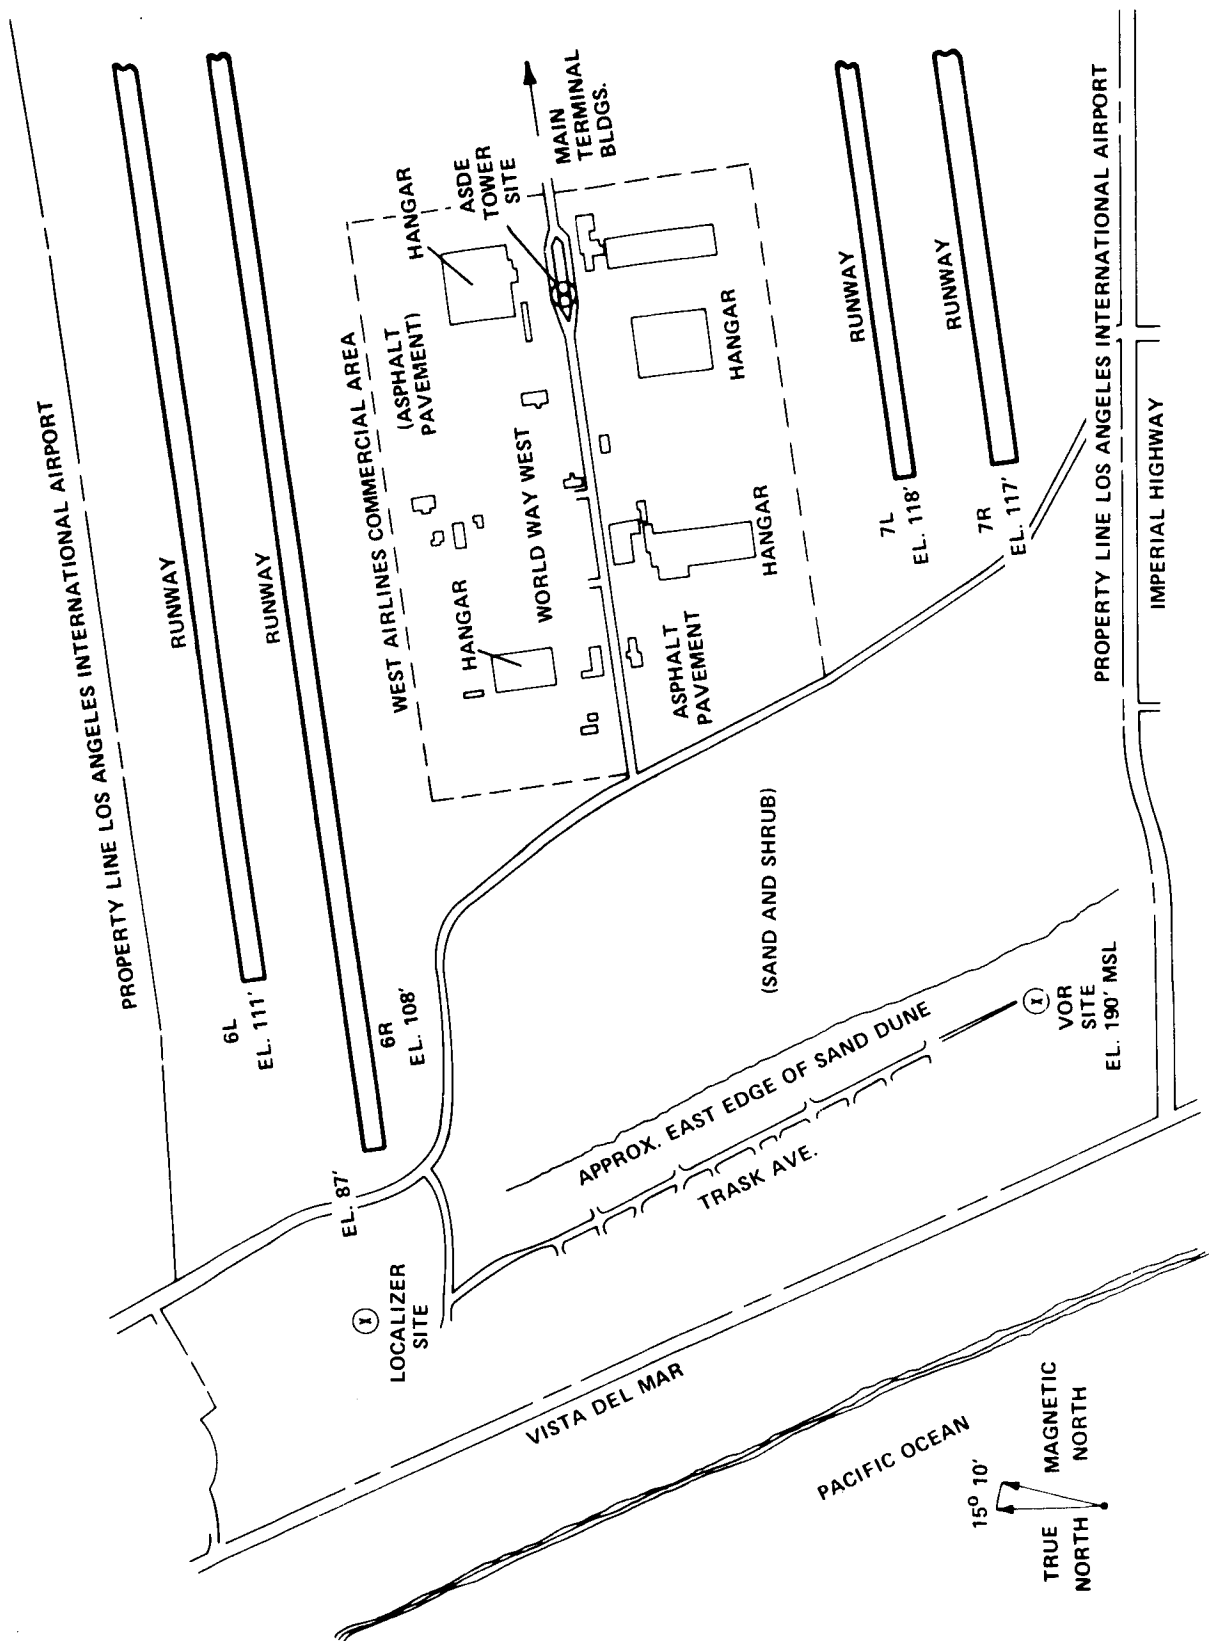 PROPERTY LINE LOS ANGELES INTERNATIONAL AIRPORT
RUNWAY
6L
EL. 111'
RUNWAY
6R
EL. 108'
EL. 87'
LOCALIZER
SITE
X
WEST AIRLINES COMMERCIAL AREA
(ASPHALT
PAVEMENT)
HANGAR
ASDE
TOWER
SITE
MAIN
TERMINAL
BLDGS.
HANGAR
WORLD WAY WEST
HANGAR
HANGAR
ASPHALT
PAVEMENT
RUNWAY
7L
EL. 118'
RUNWAY
7R
EL. 117'
PROPERTY LINE LOS ANGELES INTERNATIONAL AIRPORT
IMPERIAL HIGHWAY
(SAND AND SHRUB)
APPROX. EAST EDGE OF SAND DUNE
TRASK AVE.
X
VOR
SITE
EL. 190' MSL
VISTA DEL MAR
PACIFIC OCEAN
15° 10'
TRUE
NORTH
MAGNETIC
NORTH